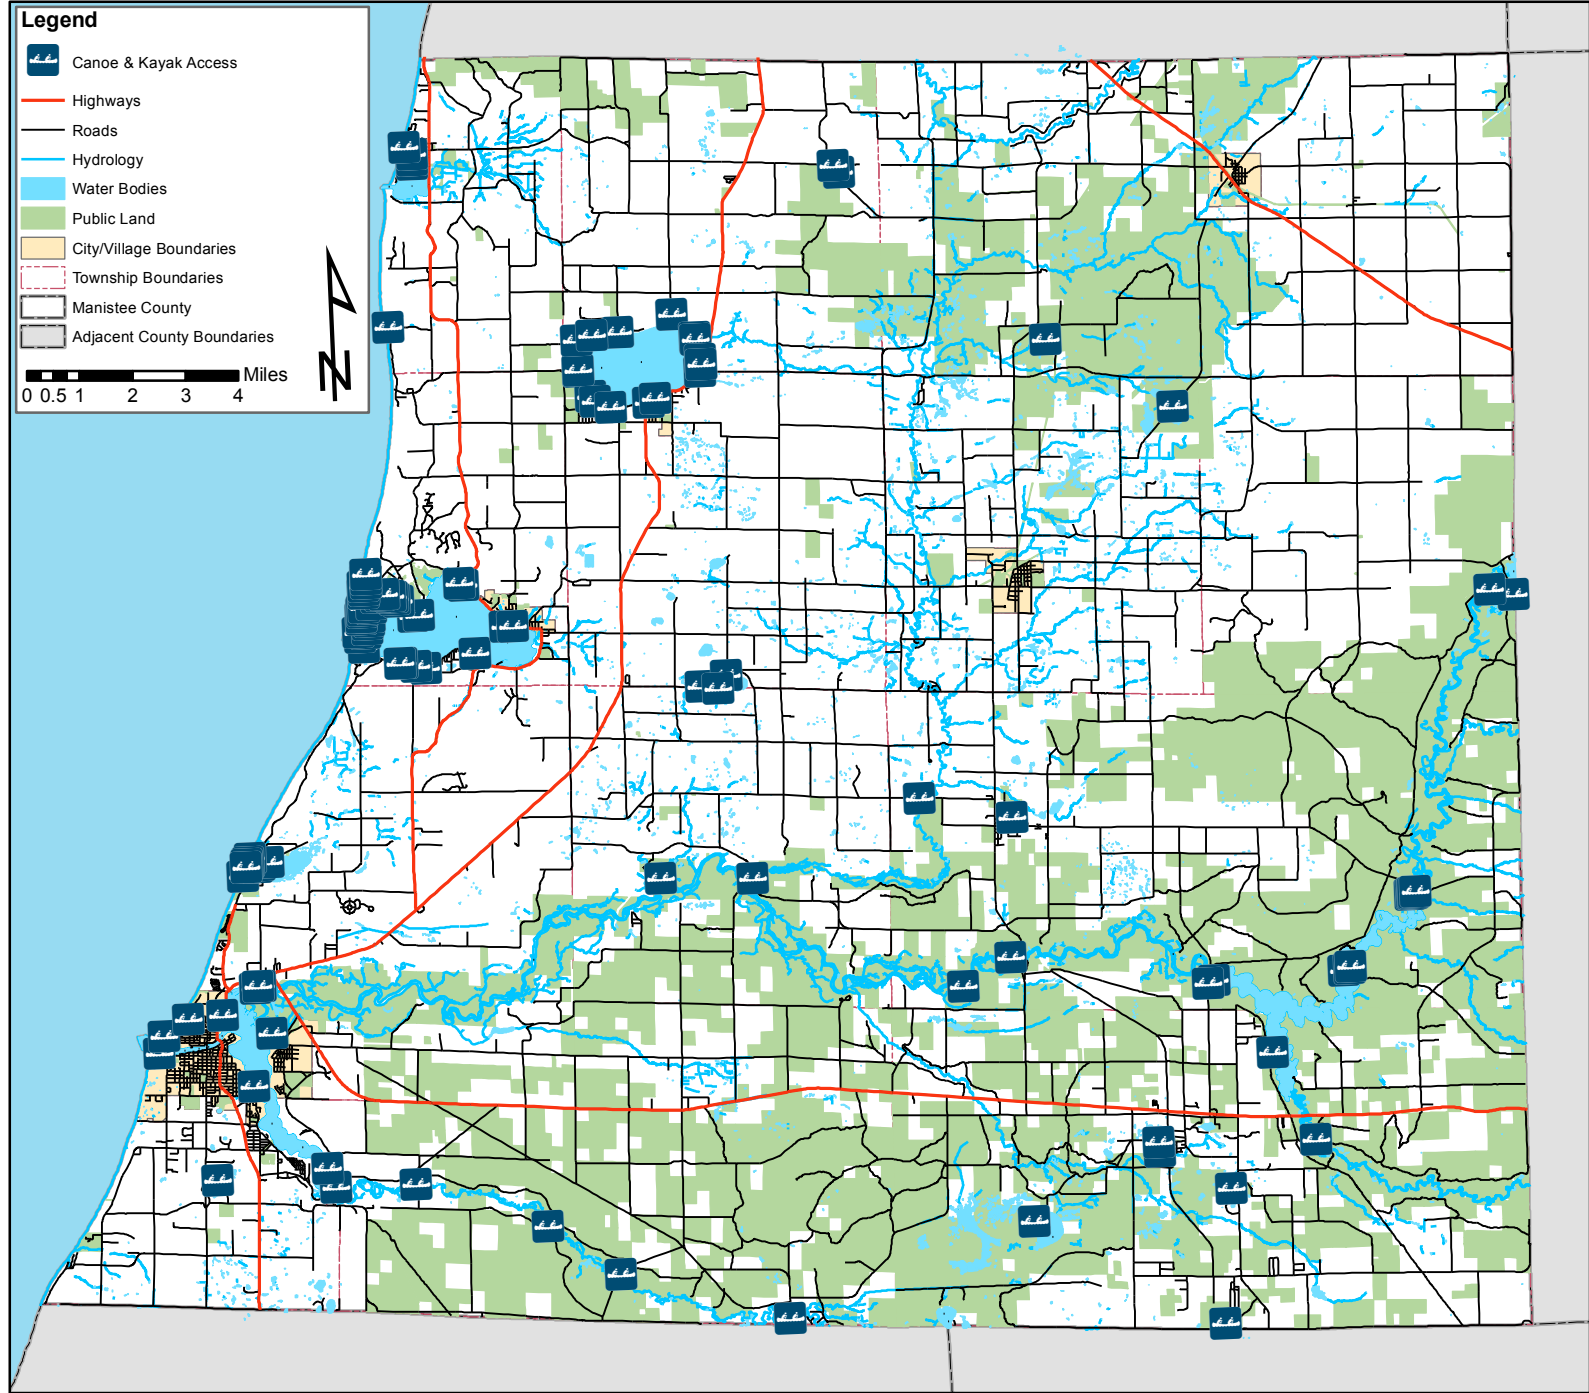 Legend
Canoe & Kayak Access
Highways
Roads
Hydrology
Water Bodies
Public Land
City/Village Boundaries
Township Boundaries
Manistee County
Adjacent County Boundaries
Miles
0 0.5 1 2 3 4
N